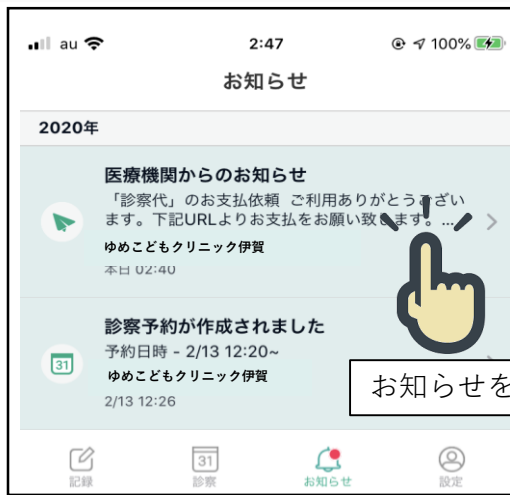 au 2:47 100%
お知らせ
2020年
医療機関からのお知らせ
「診察代」のお支払依頼 ご利用ありがとうござい
ます。下記URLよりお支払をお願い致します。...
ゆめこどもクリニック伊賀
本日 02:40
診察予約が作成されました
31
予約日時 - 2/13 12:20~
ゆめこどもクリニック伊賀
2/13 12:26
お知らせを
31
記録 診察 お知らせ 設定